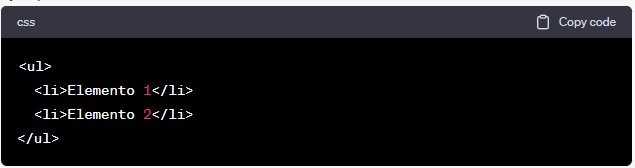 css Copy code
<ul>
  <li>Elemento 1</li>
  <li>Elemento 2</li>
</ul>